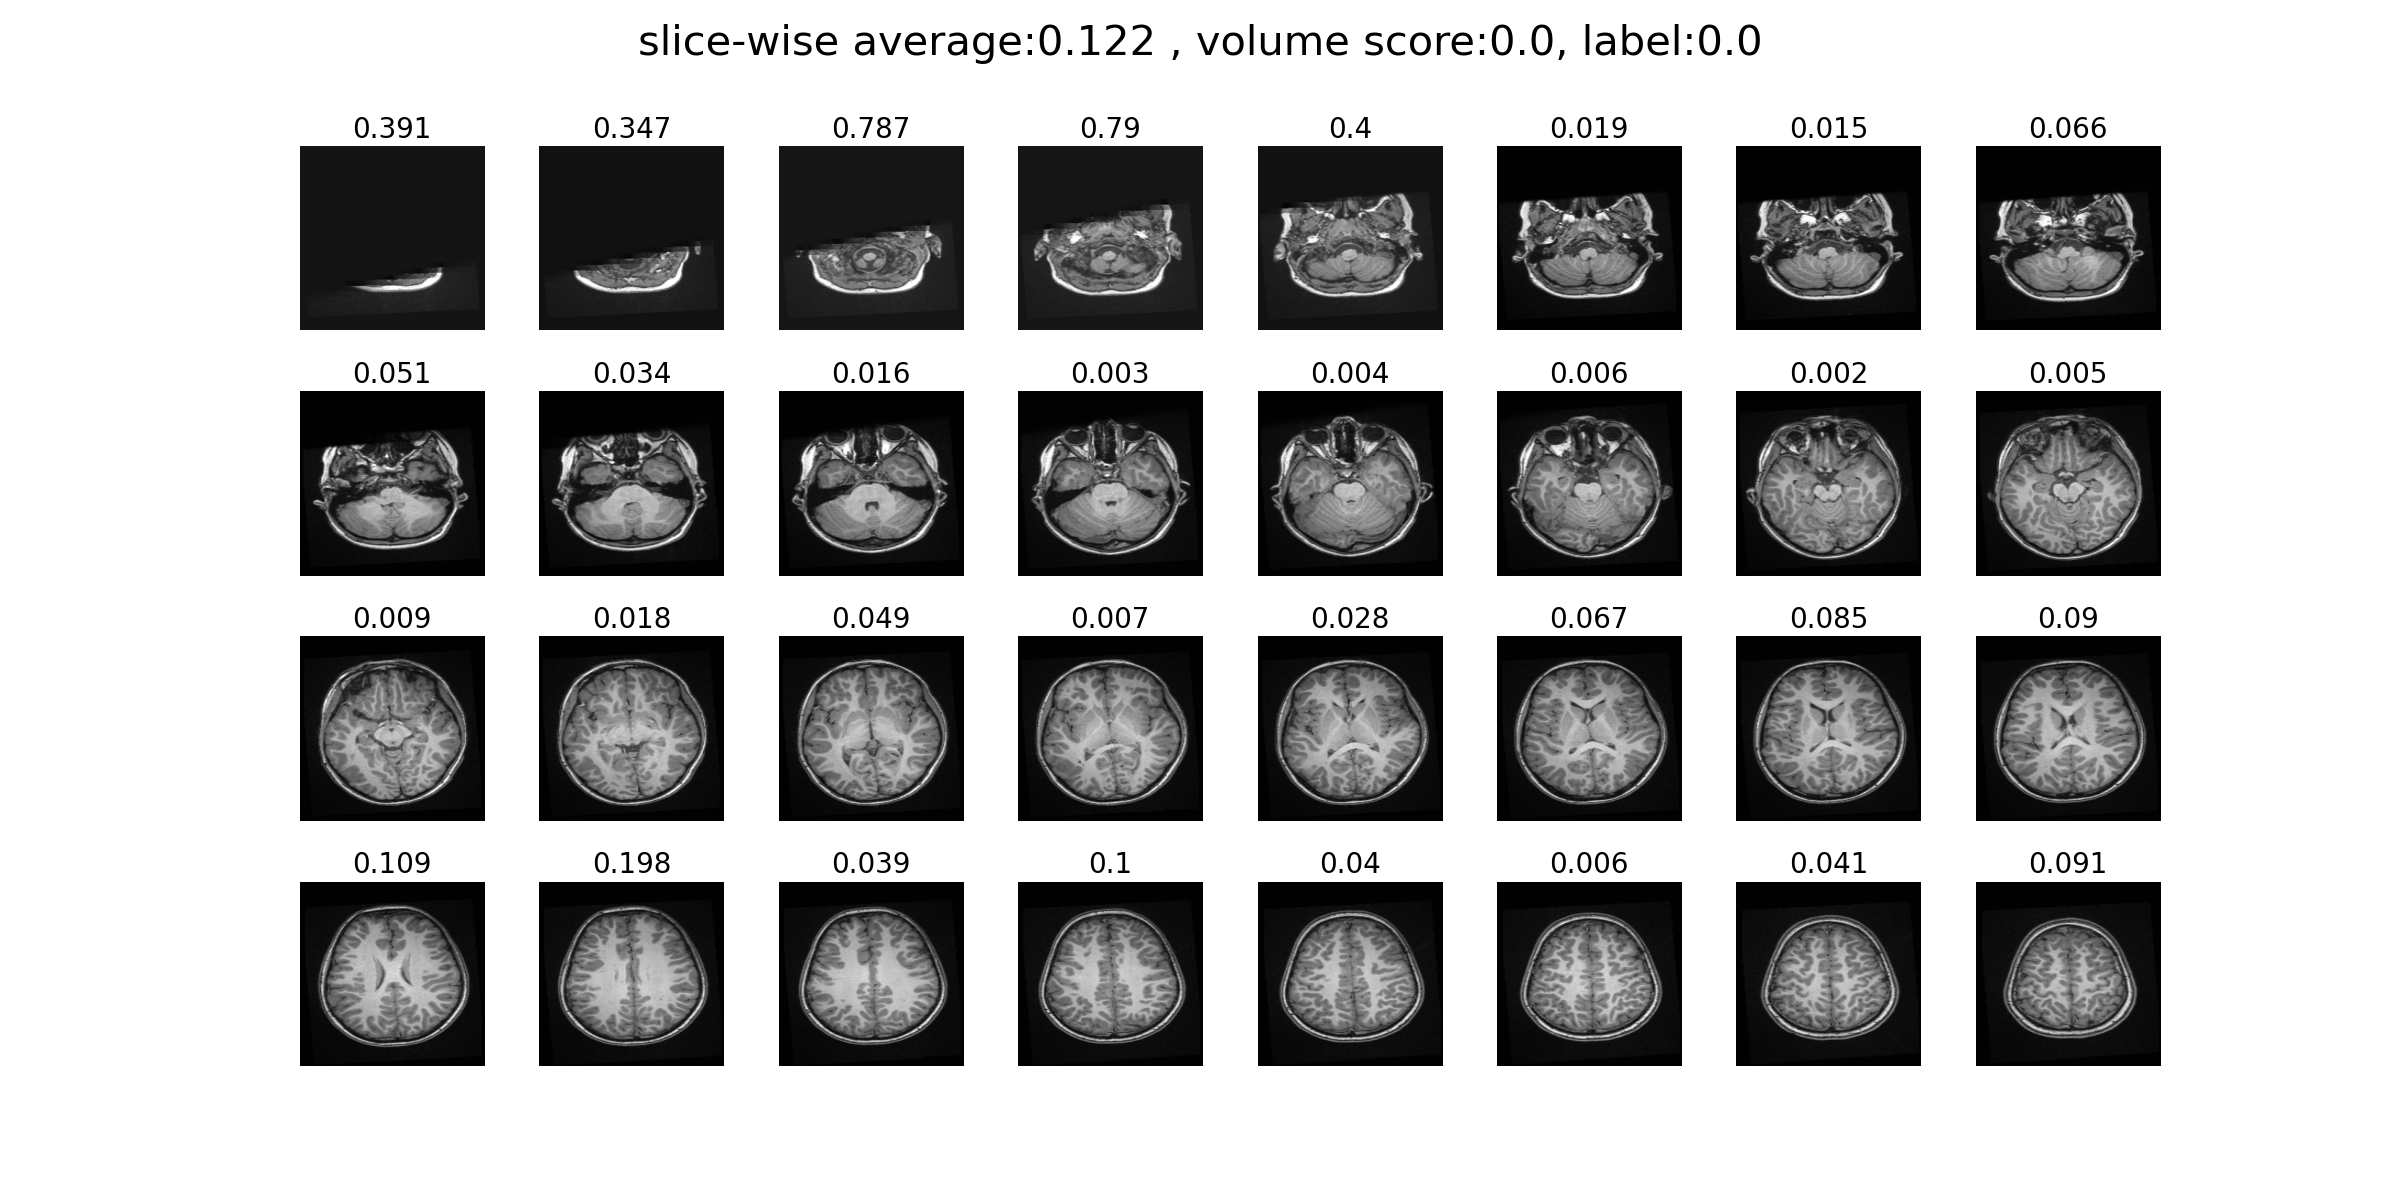 slice-wise average:0.122 , volume score:0.0, label:0.0
0.391 0.347 0.787 0.79 0.4 0.019 0.015 0.066
0.051 0.034 0.016 0.003 0.004 0.006 0.002 0.005
0.009 0.018 0.049 0.007 0.028 0.067 0.085 0.09
0.109 0.198 0.039 0.1 0.04 0.006 0.041 0.091